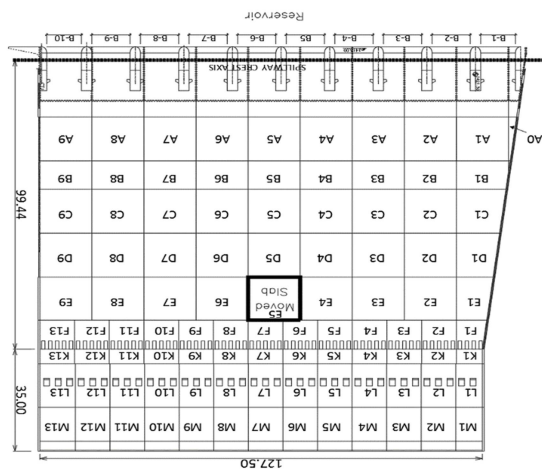 127.50
M1 M2 M3 M4 M5 M6 M7 M8 M9 M10 M11 M12 M13
L1 L2 L3 L4 L5 L6 L7 L8 L9 L10 L11 L12 L13
35.00
K1 K2 K3 K4 K5 K6 K7 K8 K9 K10 K11 K12 K13
F1 F2 F3 F4 F5 F6 F7 F8 F9 F10 F11 F12 F13
E1 E2 E3 E4 E5 E6 E7 E8 E9
Moved
Slab
D1 D2 D3 D4 D5 D6 D7 D8 D9
C1 C2 C3 C4 C5 C6 C7 C8 C9
99.44
B1 B2 B3 B4 B5 B6 B7 B8 B9
A0 A1 A2 A3 A4 A5 A6 A7 A8 A9
SPILLWAY CREST AXIS
B-1 B-2 B-3 B-4 B5 B-6 B-7 B-8 B-9 B-10
Reservoir